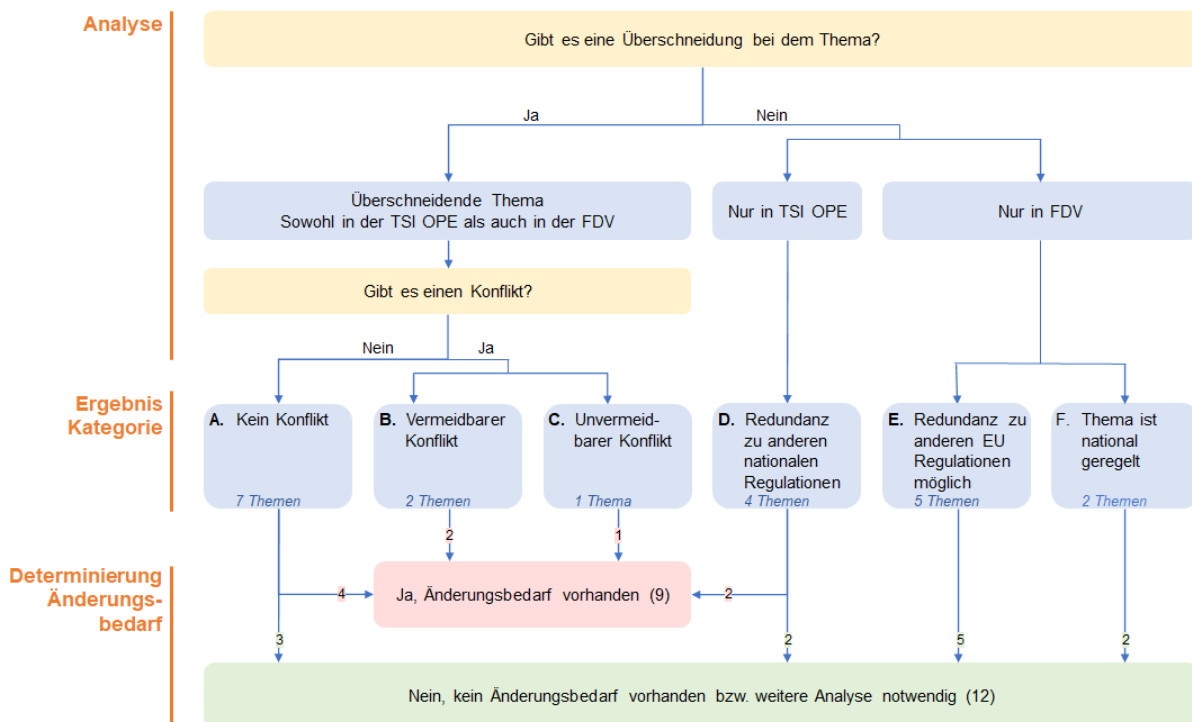 Analyse
Gibt es eine Überschneidung bei dem Thema?
Ja
Nein
Überschneidende Thema
Sowohl in der TSI OPE als auch in der FDV
Nur in TSI OPE
Nur in FDV
Gibt es einen Konflikt?
Nein
Ja
Ergebnis
Kategorie
A. Kein Konflikt
7 Themen
B. Vermeidbarer
Konflikt
2 Themen
C. Unvermeid-
barer Konflikt
1 Thema
D. Redundanz
zu anderen
nationalen
Regulationen
4 Themen
E. Redundanz zu
anderen EU
Regulationen
möglich
5 Themen
F. Thema ist
national
geregelt
2 Themen
2
1
Determinierung
Änderungs-
bedarf
4
Ja, Änderungsbedarf vorhanden (9)
2
3
2
5
2
Nein, kein Änderungsbedarf vorhanden bzw. weitere Analyse notwendig (12)